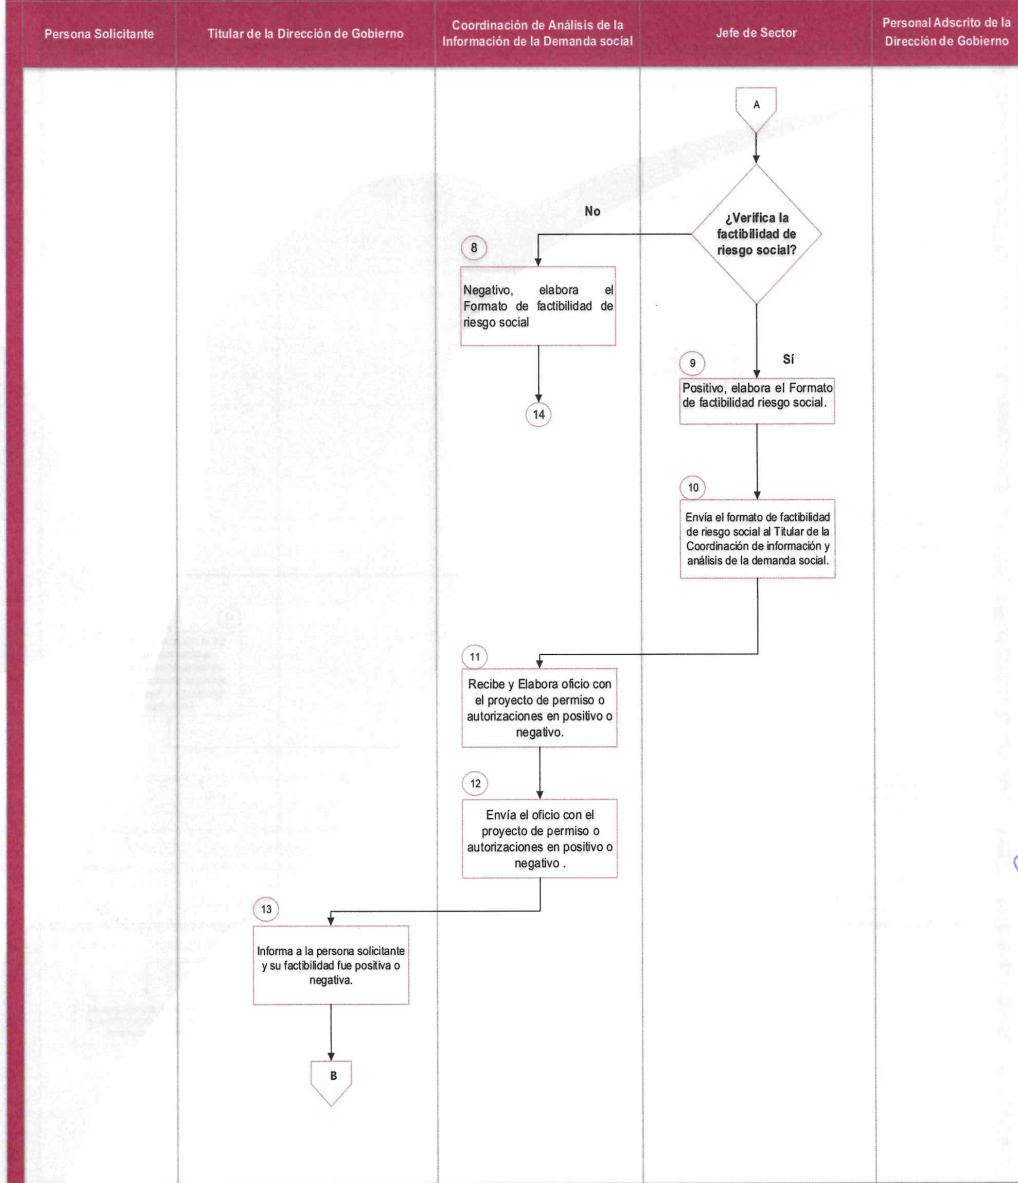 Persona Solicitante
Titular de la Dirección de Gobierno
Coordinación de Análisis de la
Información de la Demanda social
Jefe de Sector
Personal Adscrito de la
Dirección de Gobierno
A
¿Verifica la
factibilidad de
riesgo social?
No
8
Negativo, elabora el
Formato de factibilidad de
riesgo social
14
Sí
9
Positivo, elabora el Formato
de factibilidad riesgo social.
10
Envía el formato de factibilidad
de riesgo social al Titular de la
Coordinación de información y
análisis de la demanda social.
11
Recibe y Elabora oficio con
el proyecto de permiso o
autorizaciones en positivo o
negativo.
12
Envía el oficio con el
proyecto de permiso o
autorizaciones en positivo o
negativo .
13
Informa a la persona solicitante
y su factibilidad fue positiva o
negativa.
B